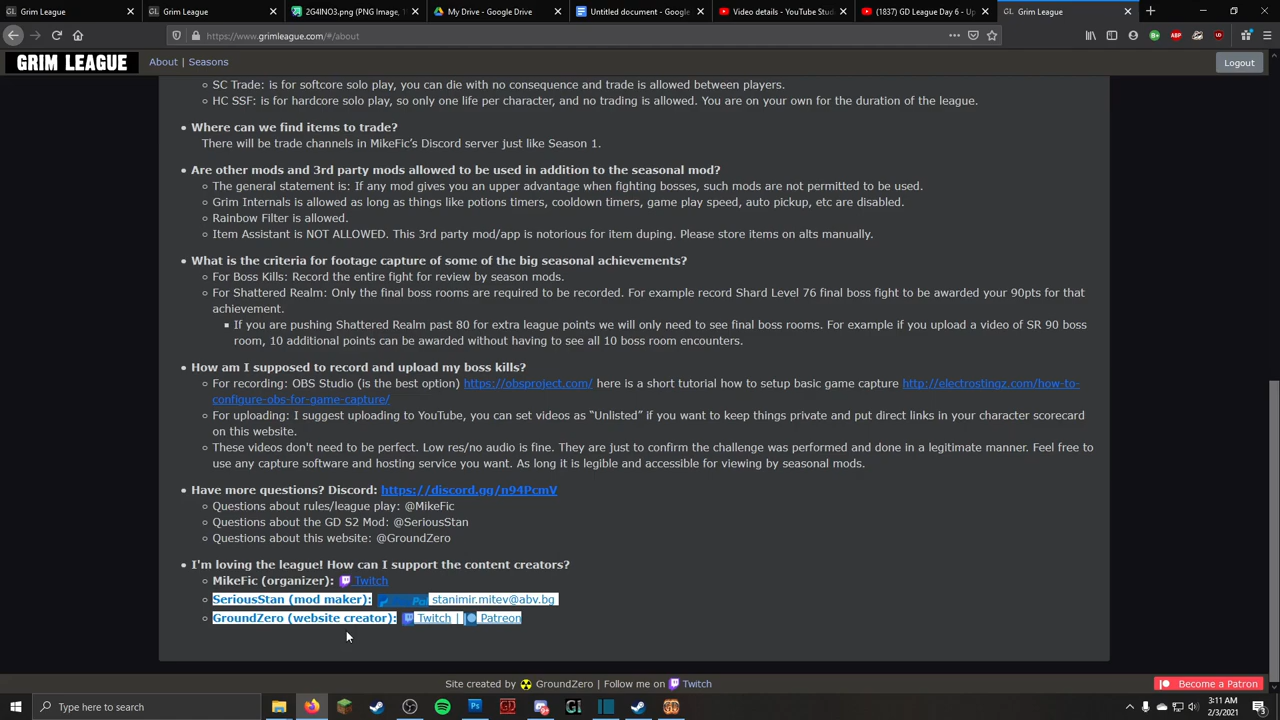 Grim League
Grim League
2G4IINO3.png (PNG Image,
My Drive - Google Drive
Untitled document - Google
Video details - YouTube Stud
(1837) GD League Day 6 - Up
Grim League
https://www.grimleague.com/#/about
GRIM LEAGUE
About | Seasons
Logout
SC Trade: is for softcore solo play, you can die with no consequence and trade is allowed between players.
HC SSF: is for hardcore solo play, so only one life per character, and no trading is allowed. You are on your own for the duration of the league.
Where can we find items to trade?
There will be trade channels in MikeFic's Discord server just like Season 1.
Are other mods and 3rd party mods allowed to be used in addition to the seasonal mod?
The general statement is: If any mod gives you an upper advantage when fighting bosses, such mods are not permitted to be used.
Grim Internals is allowed as long as things like potions timers, cooldown timers, game play speed, auto pickup, etc are disabled.
Rainbow Filter is allowed.
Item Assistant is NOT ALLOWED. This 3rd party mod/app is notorious for item duping. Please store items on alts manually.
What is the criteria for footage capture of some of the big seasonal achievements?
For Boss Kills: Record the entire fight for review by season mods.
For Shattered Realm: Only the final boss rooms are required to be recorded. For example record Shard Level 76 final boss fight to be awarded your 90pts for that
achievement.
If you are pushing Shattered Realm past 80 for extra league points we will only need to see final boss rooms. For example if you upload a video of SR 90 boss
room, 10 additional points can be awarded without having to see all 10 boss room encounters.
How am I supposed to record and upload my boss kills?
For recording: OBS Studio (is the best option) https://obsproject.com/ here is a short tutorial how to setup basic game capture http://electrostingz.com/how-to-
configure-obs-for-game-capture/
For uploading: I suggest uploading to YouTube, you can set videos as “Unlisted” if you want to keep things private and put direct links in your character scorecard
on this website.
These videos don't need to be perfect. Low res/no audio is fine. They are just to confirm the challenge was performed and done in a legitimate manner. Feel free to
use any capture software and hosting service you want. As long it is legible and accessible for viewing by seasonal mods.
Have more questions? Discord: https://discord.gg/n94PcmV
Questions about rules/league play: @MikeFic
Questions about the GD S2 Mod: @SeriousStan
Questions about this website: @GroundZero
I'm loving the league! How can I support the content creators?
MikeFic (organizer): Twitch
SeriousStan (mod maker): stanimir.mitev@abv.bg
GroundZero (website creator): Twitch | Patreon
Site created by GroundZero | Follow me on Twitch
Become a Patron
Type here to search
3:11 AM
2/3/2021